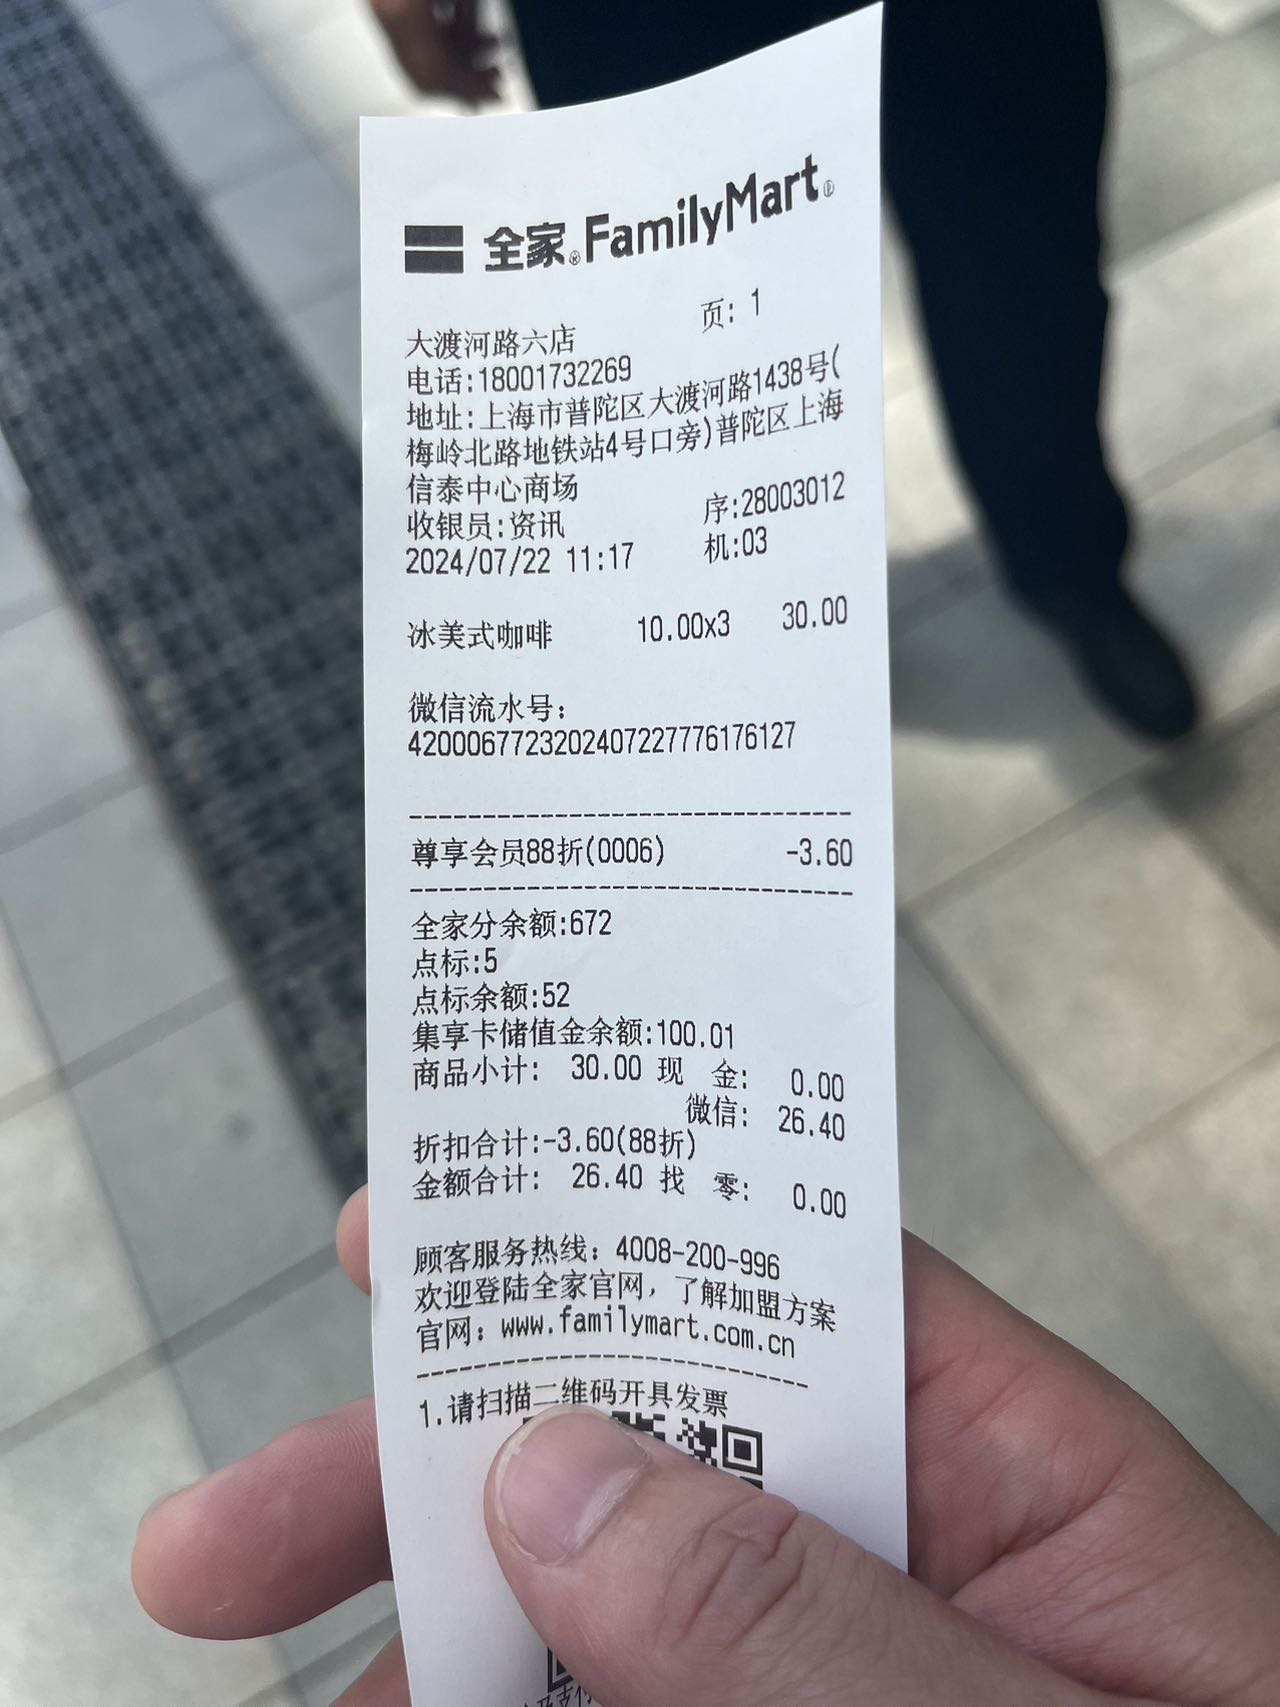 全家®FamilyMart®
页: 1
大渡河路六店
电话:18001732269
地址:上海市普陀区大渡河路1438号(
梅岭北路地铁站4号口旁)普陀区上海
信泰中心商场
收银员:资讯 序:28003012
2024/07/22 11:17 机:03
冰美式咖啡 10.00x3 30.00
微信流水号:
4200067723202407227776176127
尊享会员88折(0006) -3.60
全家分余额:672
点标:5
点标余额:52
集享卡储值金余额:100.01
商品小计: 30.00 现 金: 0.00
微信: 26.40
折扣合计:-3.60(88折)
金额合计: 26.40 找 零: 0.00
顾客服务热线: 4008-200-996
欢迎登陆全家官网, 了解加盟方案
官网: www.familymart.com.cn
1.请扫描二维码开具发票